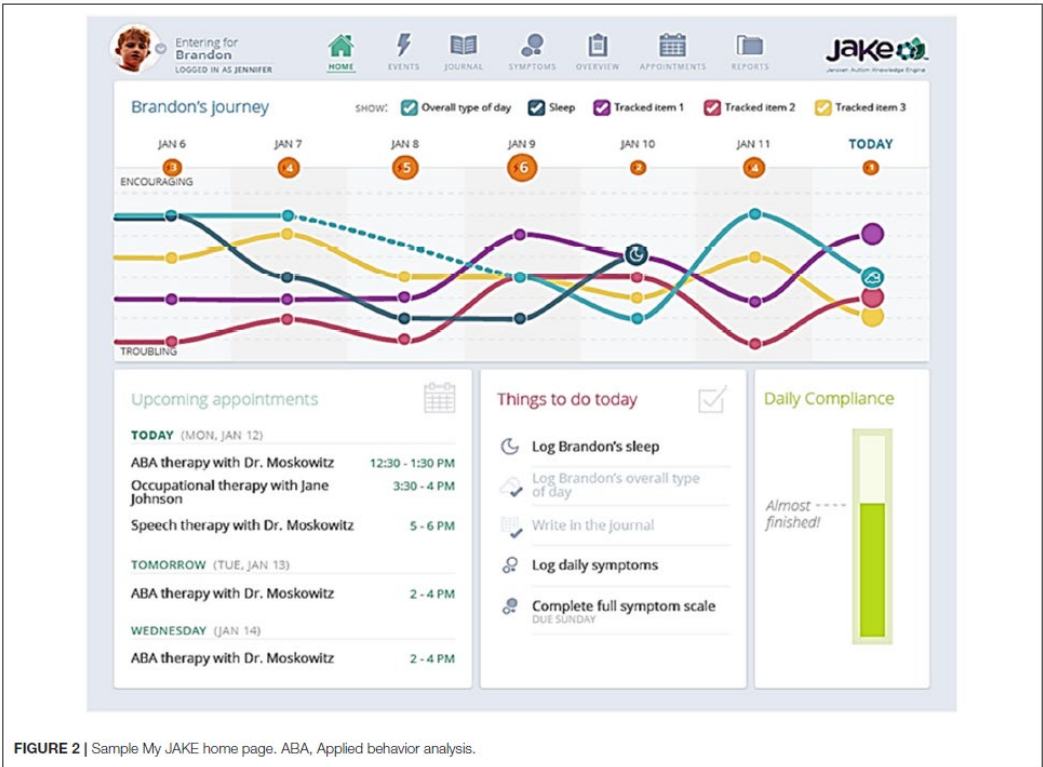 Entering for
Brandon
LOGGED IN AS JENNIFER
HOME
EVENTS
JOURNAL
SYMPTOMS
OVERVIEW
APPOINTMENTS
REPORTS
Jake
Janssen Autism Knowledge Engine
Brandon's journey
SHOW:
Overall type of day
Sleep
Tracked item 1
Tracked item 2
Tracked item 3
JAN 6
JAN 7
JAN 8
JAN 9
JAN 10
JAN 11
TODAY
3
4
5
6
2
4
1
ENCOURAGING
TROUBLING
Upcoming appointments
TODAY (MON, JAN 12)
ABA therapy with Dr. Moskowitz 12:30 - 1:30 PM
Occupational therapy with Jane 3:30 - 4 PM
Johnson
Speech therapy with Dr. Moskowitz 5 - 6 PM
TOMORROW (TUE, JAN 13)
ABA therapy with Dr. Moskowitz 2 - 4 PM
WEDNESDAY (JAN 14)
ABA therapy with Dr. Moskowitz 2 - 4 PM
Things to do today
Log Brandon's sleep
Log Brandon's overall type
of day
Write in the journal
Log daily symptoms
Complete full symptom scale
DUE SUNDAY
Daily Compliance
Almost
finished!
FIGURE 2 | Sample My JAKE home page. ABA, Applied behavior analysis.